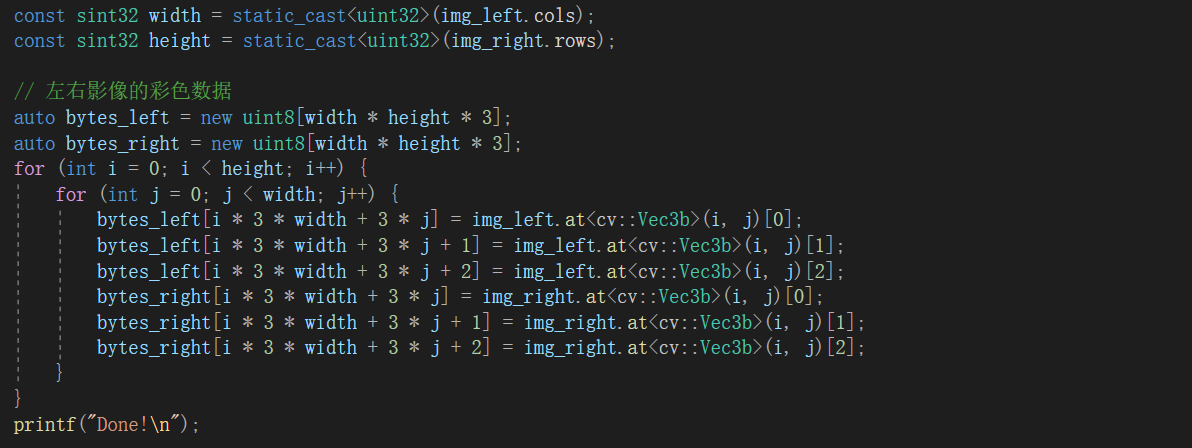 const sint32 width = static_cast<uint32>(img_left.cols);
const sint32 height = static_cast<uint32>(img_right.rows);
// 左右影像的彩色数据
auto bytes_left = new uint8[width * height * 3];
auto bytes_right = new uint8[width * height * 3];
for (int i = 0; i < height; i++) {
for (int j = 0; j < width; j++) {
bytes_left[i * 3 * width + 3 * j] = img_left.at<cv::Vec3b>(i, j)[0];
bytes_left[i * 3 * width + 3 * j + 1] = img_left.at<cv::Vec3b>(i, j)[1];
bytes_left[i * 3 * width + 3 * j + 2] = img_left.at<cv::Vec3b>(i, j)[2];
bytes_right[i * 3 * width + 3 * j] = img_right.at<cv::Vec3b>(i, j)[0];
bytes_right[i * 3 * width + 3 * j + 1] = img_right.at<cv::Vec3b>(i, j)[1];
bytes_right[i * 3 * width + 3 * j + 2] = img_right.at<cv::Vec3b>(i, j)[2];
}
}
printf("Done!\n");